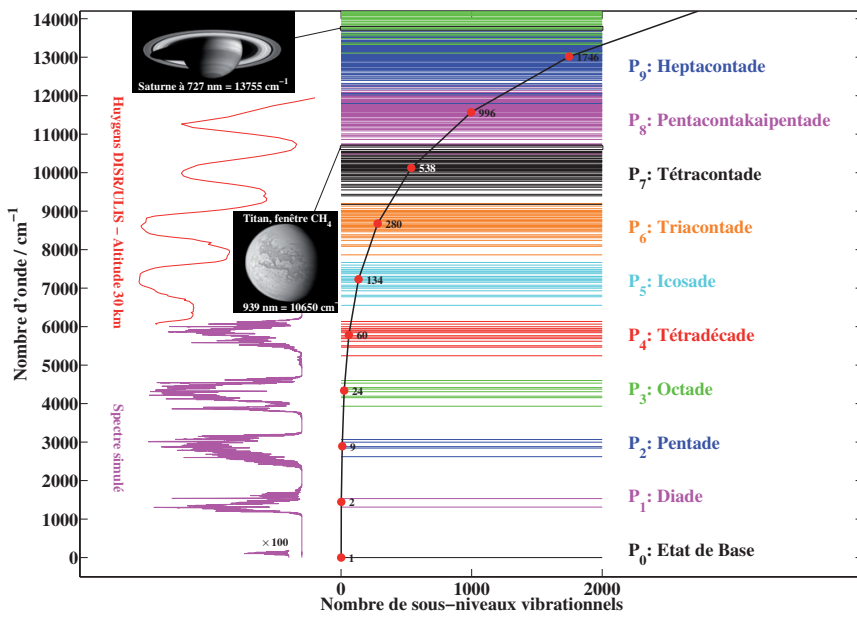 14000
13000
12000
11000
10000
9000
8000
7000
6000
5000
4000
3000
2000
1000
0
Nombre d'onde / cm⁻¹
Saturne à 727 nm = 13755 cm⁻¹
Huygens DISR/ULIS − Altitude 30 km
Titan, fenêtre CH₄
939 nm = 10650 cm⁻
Spectre simulé
×100
1746
996
538
280
134
60
24
9
2
1
P₉: Heptacontade
P₈: Pentacontakaipentade
P₇: Tétracontade
P₆: Triacontade
P₅: Icosade
P₄: Tétradécade
P₃: Octade
P₂: Pentade
P₁: Diade
P₀: Etat de Base
0 1000 2000
Nombre de sous−niveaux vibrationnels